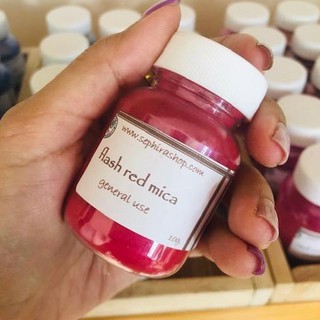 www.sephirashop.com
flash red mica
general use